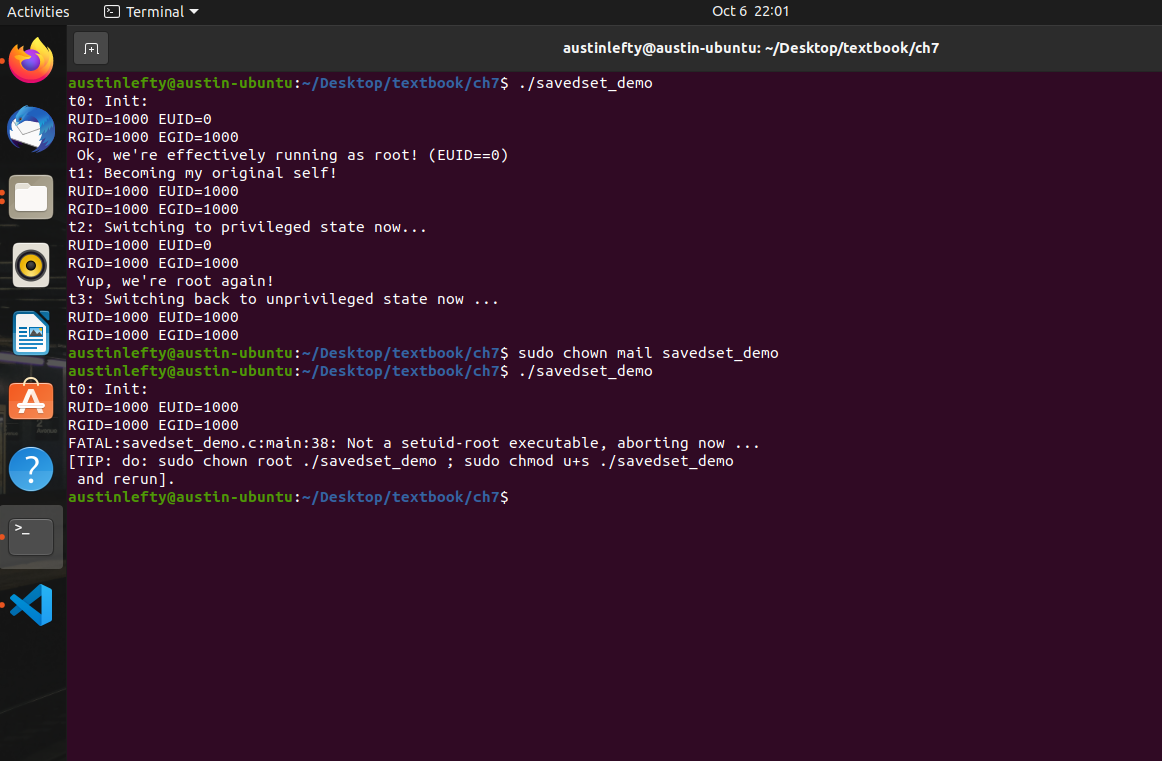 Activities
Terminal
Oct 6 22:01
austinlefty@austin-ubuntu: ~/Desktop/textbook/ch7
austinlefty@austin-ubuntu:~/Desktop/textbook/ch7$ ./savedset_demo
t0: Init:
RUID=1000 EUID=0
RGID=1000 EGID=1000
 Ok, we're effectively running as root! (EUID==0)
t1: Becoming my original self!
RUID=1000 EUID=1000
RGID=1000 EGID=1000
t2: Switching to privileged state now...
RUID=1000 EUID=0
RGID=1000 EGID=1000
 Yup, we're root again!
t3: Switching back to unprivileged state now ...
RUID=1000 EUID=1000
RGID=1000 EGID=1000
austinlefty@austin-ubuntu:~/Desktop/textbook/ch7$ sudo chown mail savedset_demo
austinlefty@austin-ubuntu:~/Desktop/textbook/ch7$ ./savedset_demo
t0: Init:
RUID=1000 EUID=1000
RGID=1000 EGID=1000
FATAL:savedset_demo.c:main:38: Not a setuid-root executable, aborting now ...
[TIP: do: sudo chown root ./savedset_demo ; sudo chmod u+s ./savedset_demo
 and rerun].
austinlefty@austin-ubuntu:~/Desktop/textbook/ch7$